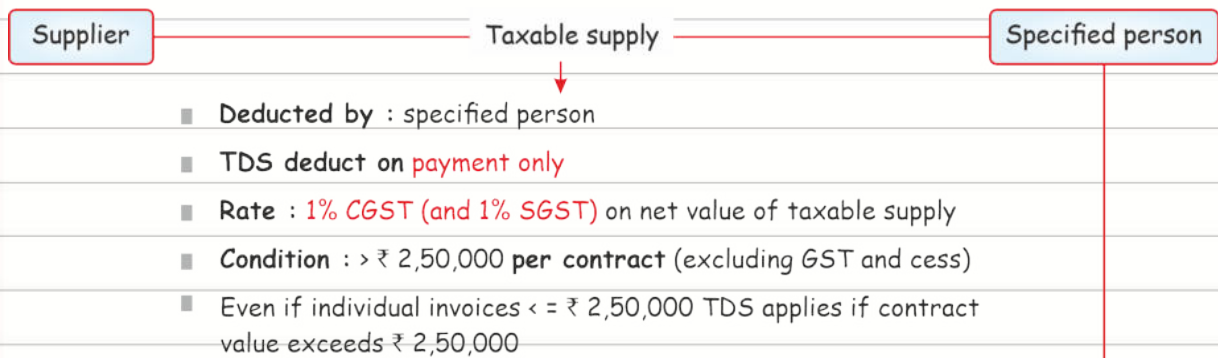 Supplier Taxable supply Specified person
Deducted by : specified person
TDS deduct on payment only
Rate : 1% CGST (and 1% SGST) on net value of taxable supply
Condition : > ₹ 2,50,000 per contract (excluding GST and cess)
Even if individual invoices < = ₹ 2,50,000 TDS applies if contract
value exceeds ₹ 2,50,000